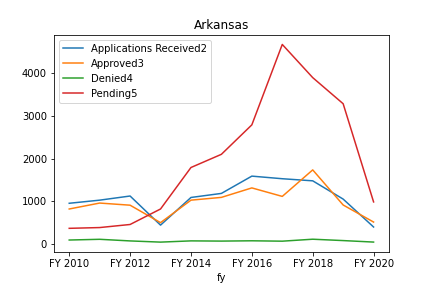 Arkansas
Applications Received2
Approved3
Denied4
Pending5
4000
3000
2000
1000
0
FY 2010 FY 2012 FY 2014 FY 2016 FY 2018 FY 2020
fy